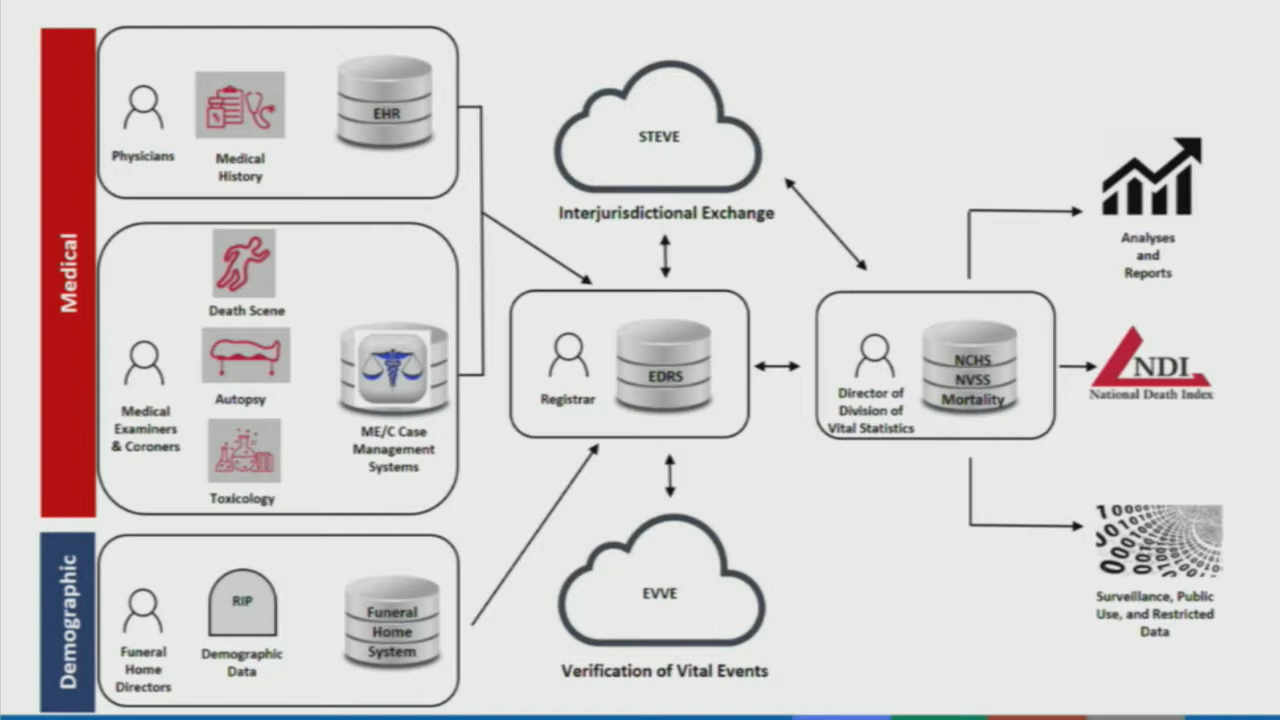 Medical
Physicians
Medical
History
EHR
Death Scene
Autopsy
Toxicology
Medical
Examiners
& Coroners
ME/C Case
Management
Systems
Demographic
Funeral
Home
Directors
RIP
Demographic
Data
Funeral
Home
System
STEVE
Interjurisdictional Exchange
Registrar
EDRS
EVVE
Verification of Vital Events
Director of
Division of
Vital Statistics
NCHS
NVSS
Mortality
Analyses
and
Reports
NDI
National Death Index
Surveillance, Public
Use, and Restricted
Data